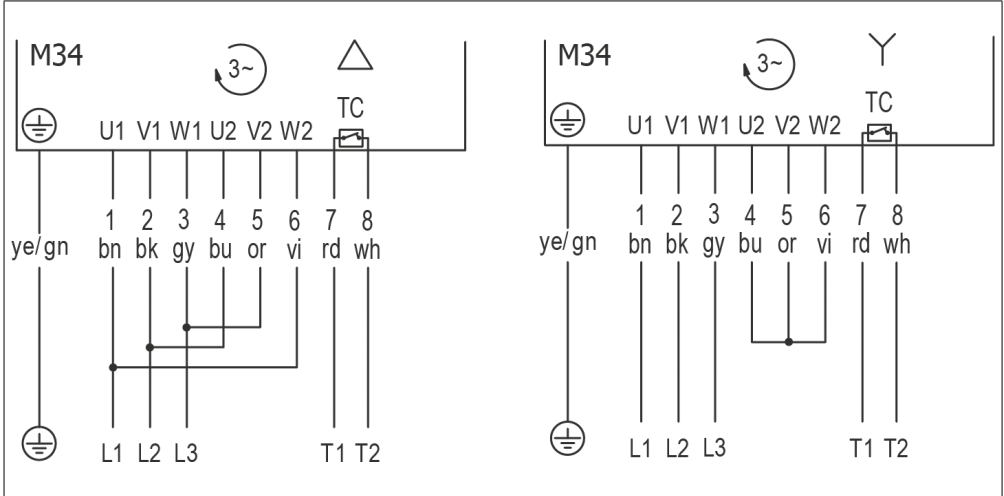 M34
3~
TC
U1 V1 W1 U2 V2 W2
1 2 3 4 5 6 7 8
ye/gn bn bk gy bu or vi rd wh
L1 L2 L3 T1 T2
M34
3~
TC
U1 V1 W1 U2 V2 W2
1 2 3 4 5 6 7 8
ye/gn bn bk gy bu or vi rd wh
L1 L2 L3 T1 T2